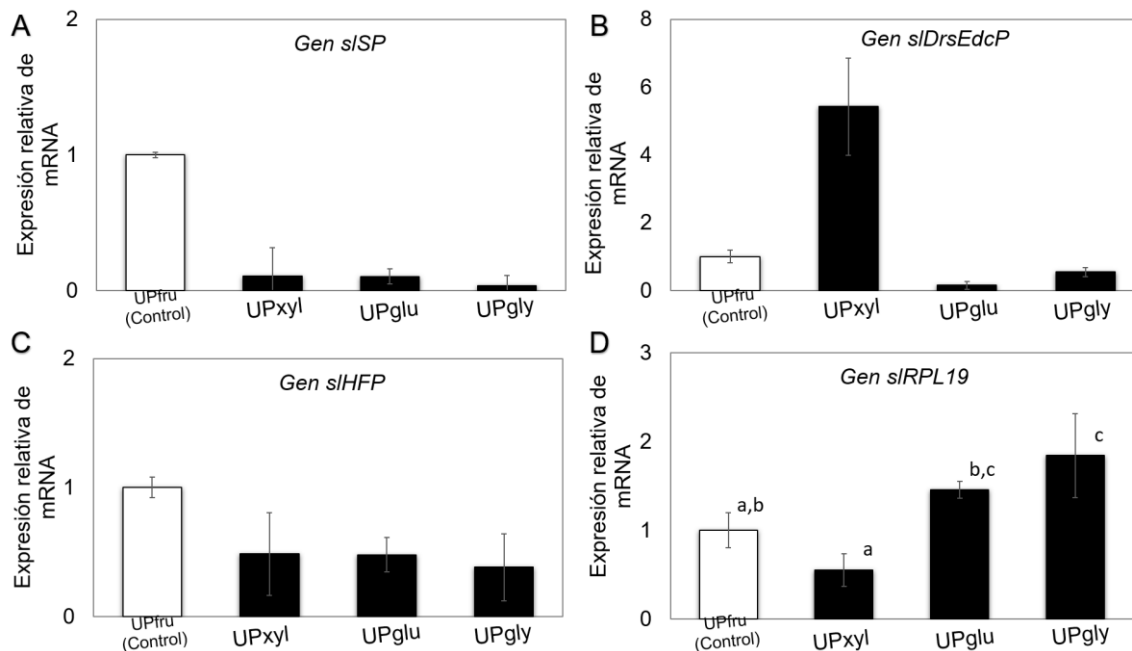 A
Gen slSP
Expresión relativa de
mRNA
2
1
0
UPfru
(Control)
UPxyl
UPglu
UPgly
B
Gen slDrsEdcP
Expresión relativa de
mRNA
8
6
4
2
0
UPfru
(Control)
UPxyl
UPglu
UPgly
C
Gen slHFP
Expresión relativa de
mRNA
2
1
0
UPfru
(Control)
UPxyl
UPglu
UPgly
D
Gen slRPL19
Expresión relativa de
mRNA
3
2
1
0
a,b
a
b,c
c
UPfru
(Control)
UPxyl
UPglu
UPgly